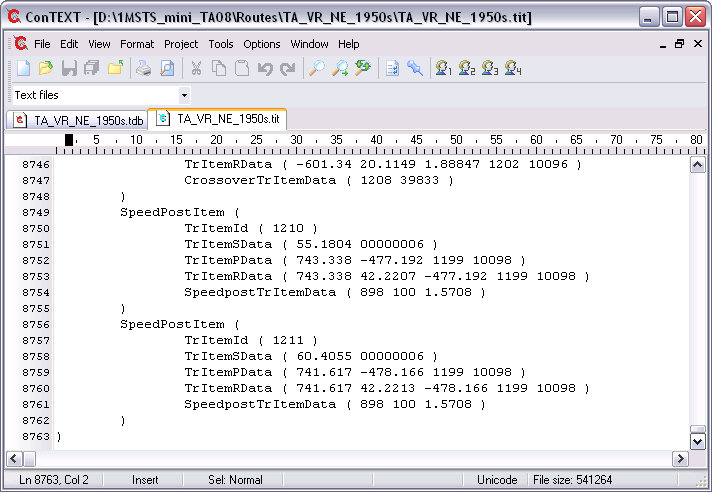 ConTEXT - [D:\1MSTS_mini_TA08\Routes\TA_VR_NE_1950s\TA_VR_NE_1950s.tit]
File Edit View Format Project Tools Options Window Help
1 2 3 4
Text files
TA_VR_NE_1950s.tdb TA_VR_NE_1950s.tit
5 10 15 20 25 30 35 40 45 50 55 60 65 70 75 80
8746 TrItemRData ( -601.34 20.1149 1.88847 1202 10096 )
8747 CrossoverTrItemData ( 1208 39833 )
8748 )
8749 SpeedPostItem (
8750 TrItemId ( 1210 )
8751 TrItemSData ( 55.1804 00000006 )
8752 TrItemPData ( 743.338 -477.192 1199 10098 )
8753 TrItemRData ( 743.338 42.2207 -477.192 1199 10098 )
8754 SpeedpostTrItemData ( 898 100 1.5708 )
8755 )
8756 SpeedPostItem (
8757 TrItemId ( 1211 )
8758 TrItemSData ( 60.4055 00000006 )
8759 TrItemPData ( 741.617 -478.166 1199 10098 )
8760 TrItemRData ( 741.617 42.2213 -478.166 1199 10098 )
8761 SpeedpostTrItemData ( 898 100 1.5708 )
8762 )
8763 )
Ln 8763, Col 2 Insert Sel: Normal Unicode File size: 541264